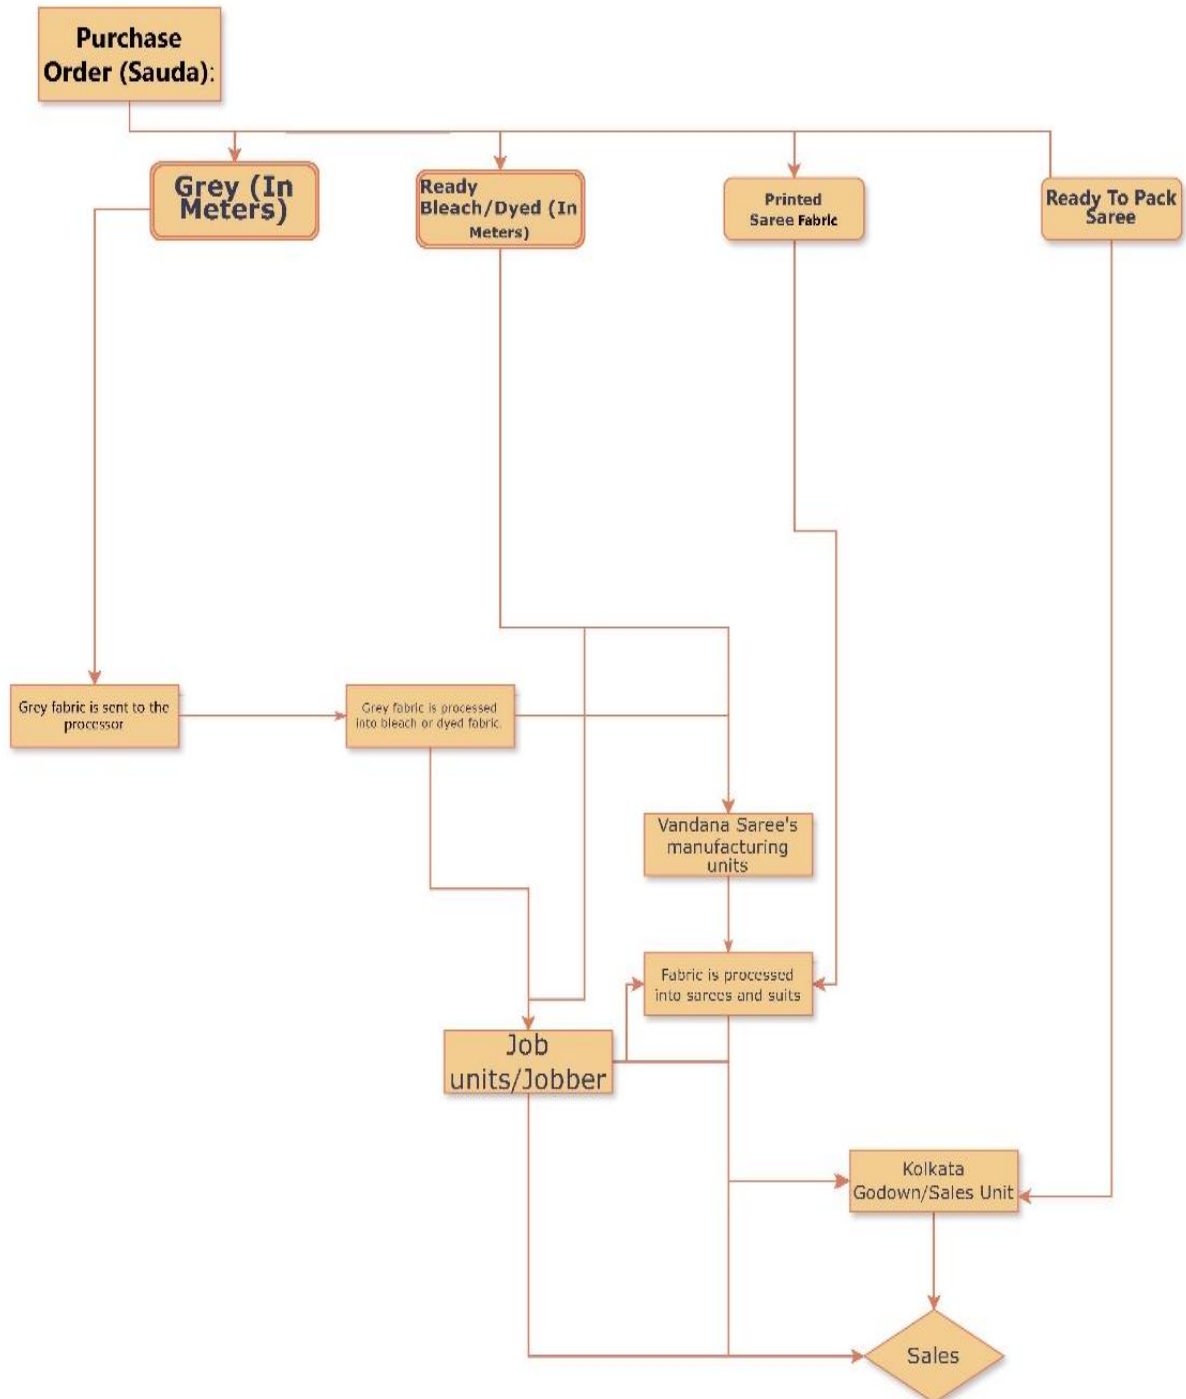 Purchase
Order (Sauda):
Grey (In
Meters)
Ready
Bleach/Dyed (In
Meters)
Printed
Saree Fabric
Ready To Pack
Saree
Grey fabric is sent to the
processor
Grey fabric is processed
into bleach or dyed fabric.
Vandana Saree's
manufacturing
units
Fabric is processed
into sarees and suits
Job
units/Jobber
Kolkata
Godown/Sales Unit
Sales